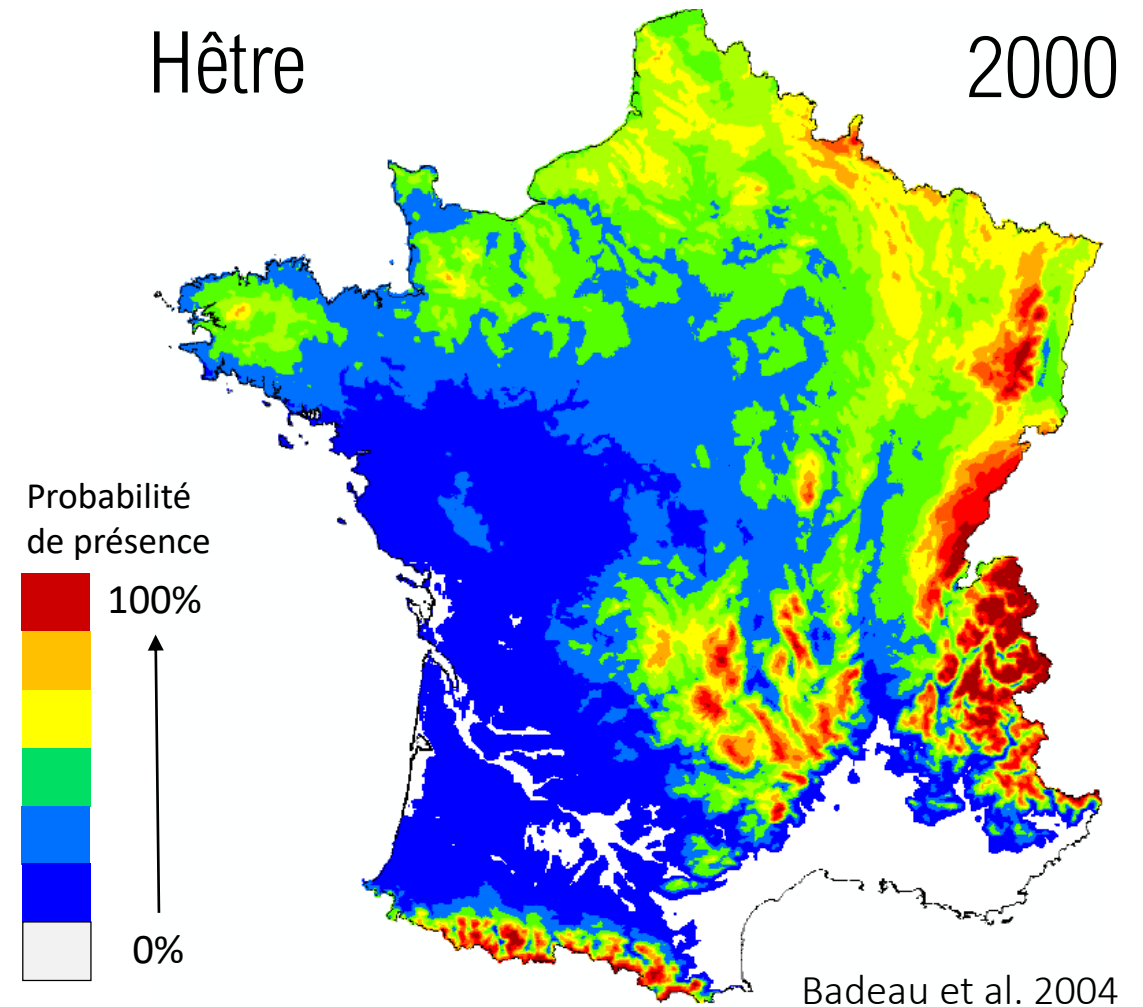 Hêtre
2000
Probabilité
de présence
100%
0%
Badeau et al. 2004